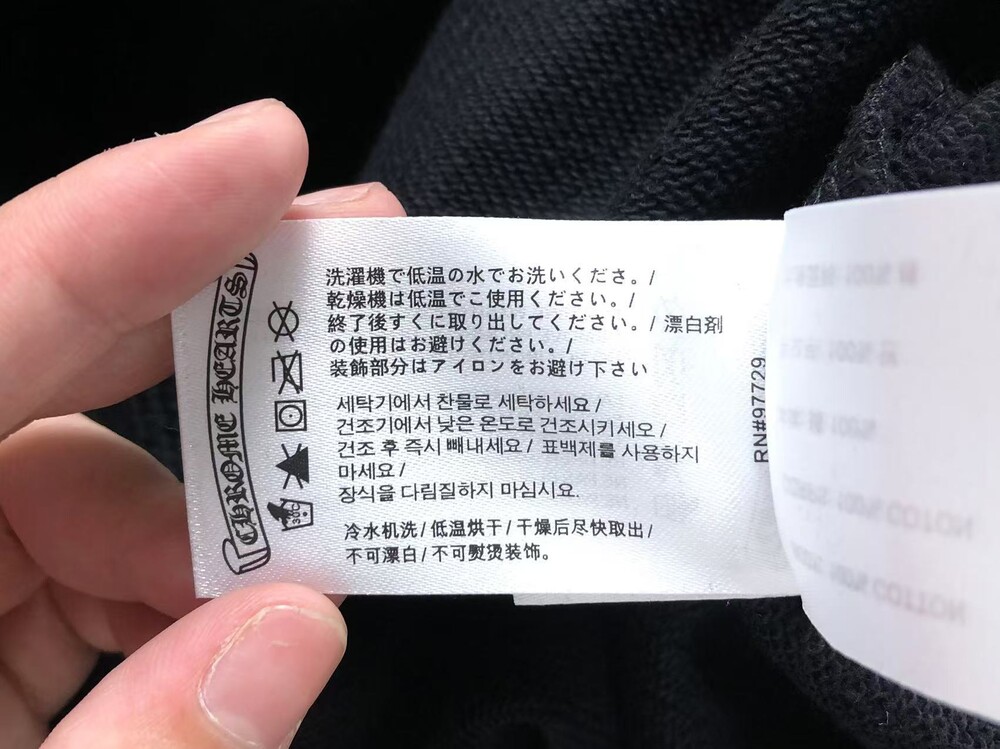 CHROME HEARTS
洗濯機で低温の水でお洗いくださ。/
乾燥機は低温でご使用ください。/
終了後すくに取り出してください。/ 漂白剤
の使用はお避けください。/
装飾部分はアイロンをお避け下さい
세탁기에서 찬물로 세탁하세요 /
건조기에서 낮은 온도로 건조시키세오 /
건조 후 즉시 빼내세요 / 표백제를 사용하지
마세요 /
장식을 다림질하지 마십시요.
冷水机洗 / 低温烘干 / 干燥后尽快取出 /
不可漂白 / 不可熨烫装饰。
RN#97729
30C